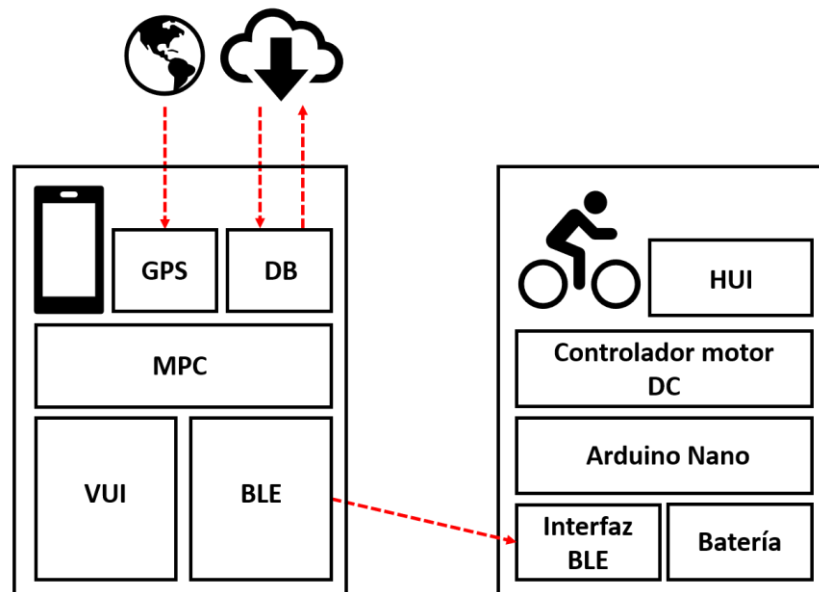 GPS
DB
MPC
VUI
BLE
HUI
Controlador motor
DC
Arduino Nano
Interfaz
BLE
Batería